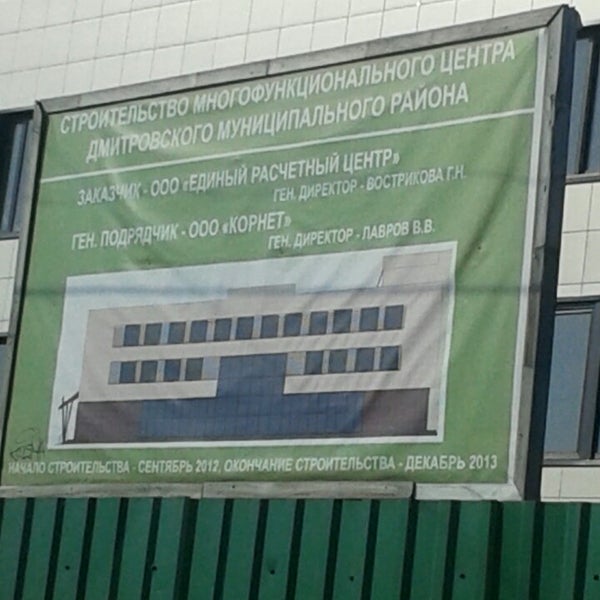 СТРОИТЕЛЬСТВО МНОГОФУНКЦИОНАЛЬНОГО ЦЕНТРА
ДМИТРОВСКОГО МУНИЦИПАЛЬНОГО РАЙОНА
ЗАКАЗЧИК - ООО «ЕДИНЫЙ РАСЧЕТНЫЙ ЦЕНТР»
ГЕН. ДИРЕКТОР - ВОСТРИКОВА Г.Н.
ГЕН. ПОДРЯДЧИК - ООО «КОРНЕТ»
ГЕН. ДИРЕКТОР - ЛАВРОВ В.В.
НАЧАЛО СТРОИТЕЛЬСТВА - СЕНТЯБРЬ 2012, ОКОНЧАНИЕ СТРОИТЕЛЬСТВА - ДЕКАБРЬ 2013